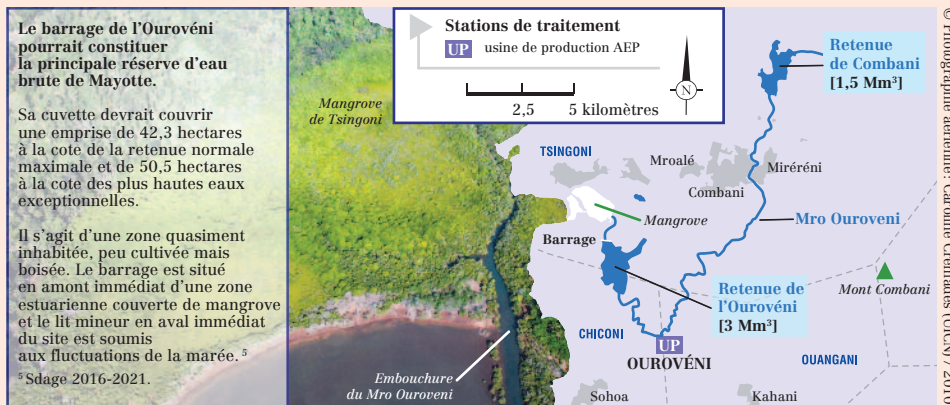 Le barrage de l’Ourovéni
pourrait constituer
la principale réserve d’eau
brute de Mayotte.
Sa cuvette devrait couvrir
une emprise de 42,3 hectares
à la cote de la retenue normale
maximale et de 50,5 hectares
à la cote des plus hautes eaux
exceptionnelles.
Il s’agit d’une zone quasiment
inhabitée, peu cultivée mais
boisée. Le barrage est situé
en amont immédiat d’une zone
estuarienne couverte de mangrove
et le lit mineur en aval immédiat
du site est soumis
aux fluctuations de la marée. ⁵
⁵ Sdage 2016-2021.
Mangrove
de Tsingoni
Embouchure
du Mro Ouroveni
Stations de traitement
UP usine de production AEP
2,5 5 kilomètres
N
Retenue
de Combani
[1,5 Mm³]
TSINGONI
Mroalé
Miréréni
Combani
Mangrove
Mro Ouroveni
Barrage
Mont Combani
Retenue de
l’Ourovéni
[3 Mm³]
CHICONI
UP
OUROVÉNI
OUANGANI
Sohoa
Kahani